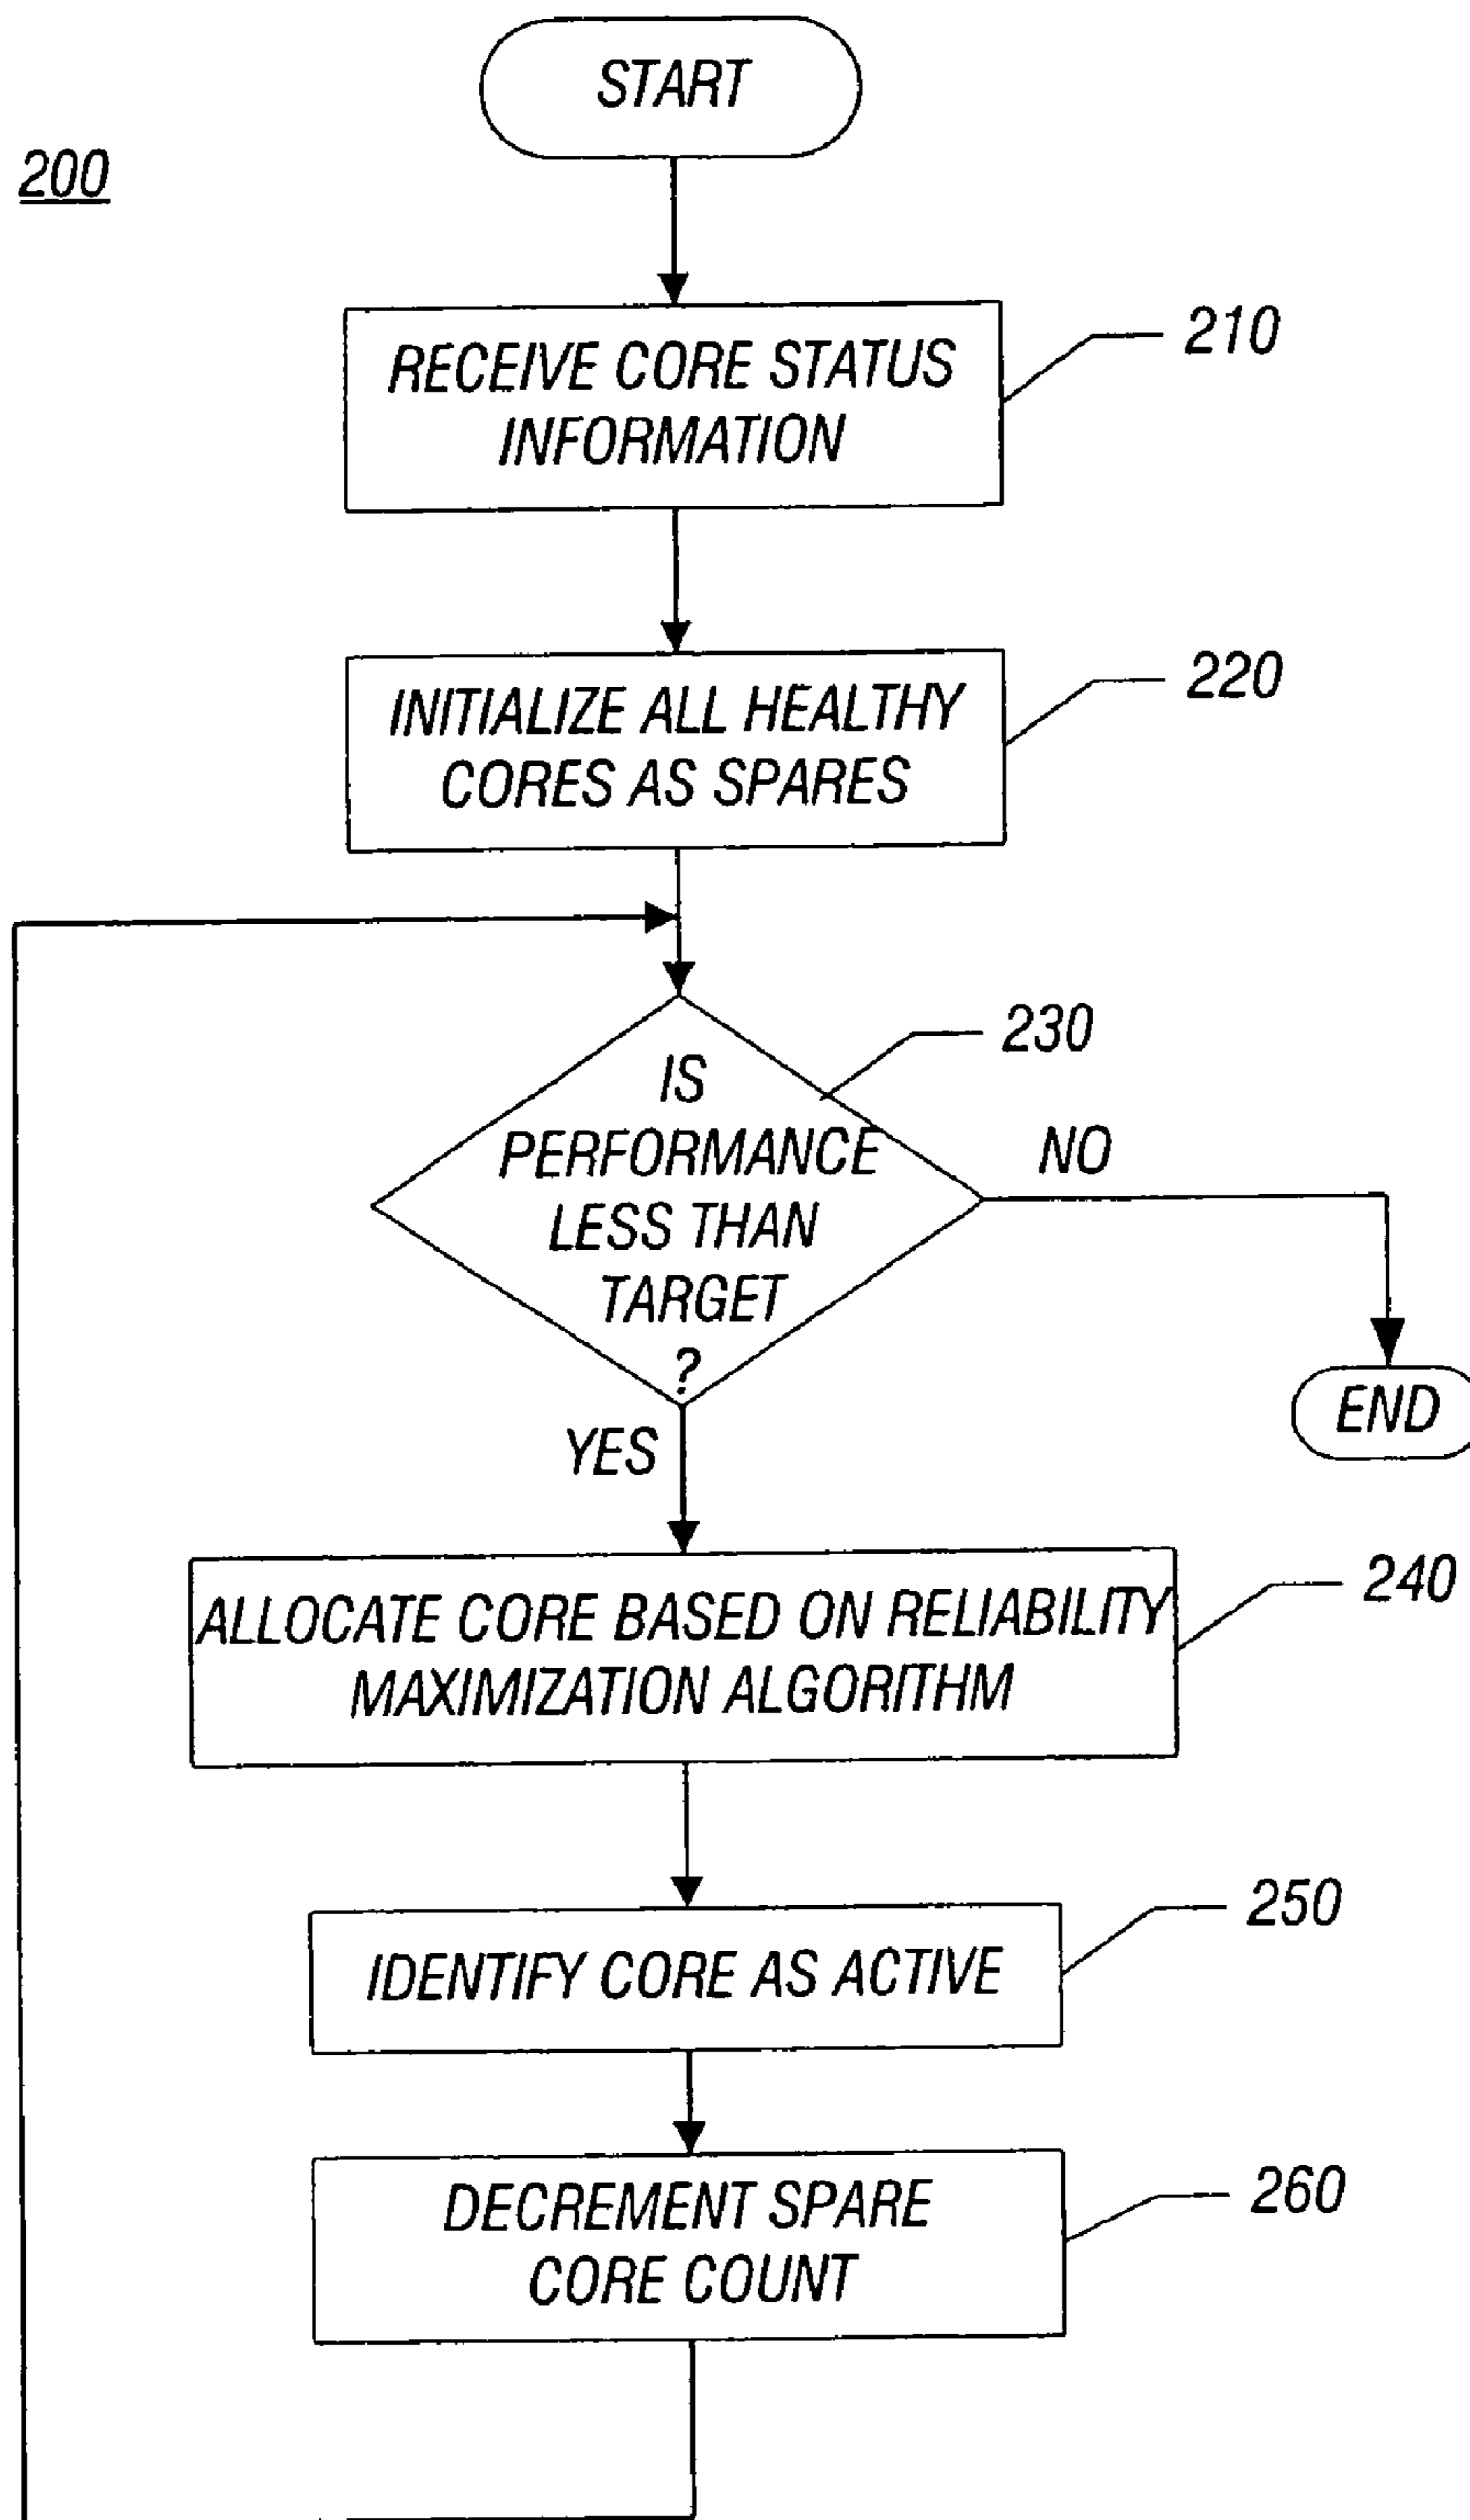 START
200
RECEIVE CORE STATUS
INFORMATION
210
INITIALIZE ALL HEALTHY
CORES AS SPARES
220
230
IS
PERFORMANCE
LESS THAN
TARGET
?
NO
END
YES
ALLOCATE CORE BASED ON RELIABILITY
MAXIMIZATION ALGORITHM
240
IDENTIFY CORE AS ACTIVE
250
DECREMENT SPARE
CORE COUNT
260